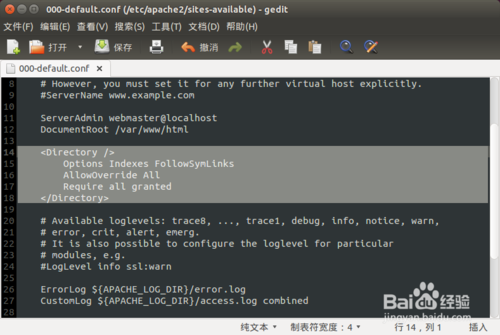 000-default.conf (/etc/apache2/sites-available) - gedit
文件(F) 编辑(E) 查看(V) 搜索(S) 工具(T) 文档(D) 帮助(H)
打开 保存 撤消
000-default.conf ×
8 # However, you must set it for any further virtual host explicitly.
9 #ServerName www.example.com
10
11 ServerAdmin webmaster@localhost
12 DocumentRoot /var/www/html
13
14 <Directory />
15 Options Indexes FollowSymLinks
16 AllowOverride All
17 Require all granted
18 </Directory>
19
20 # Available loglevels: trace8, ..., trace1, debug, info, notice, warn,
21 # error, crit, alert, emerg.
22 # It is also possible to configure the loglevel for particular
23 # modules, e.g.
24 #LogLevel info ssl:warn
25
26 ErrorLog ${APACHE_LOG_DIR}/error.log
27 CustomLog ${APACHE_LOG_DIR}/access.log combined
28
Baidu 经验
jingyan.baidu.com
纯文本 制表符宽度：4 行 14，列 1 插入